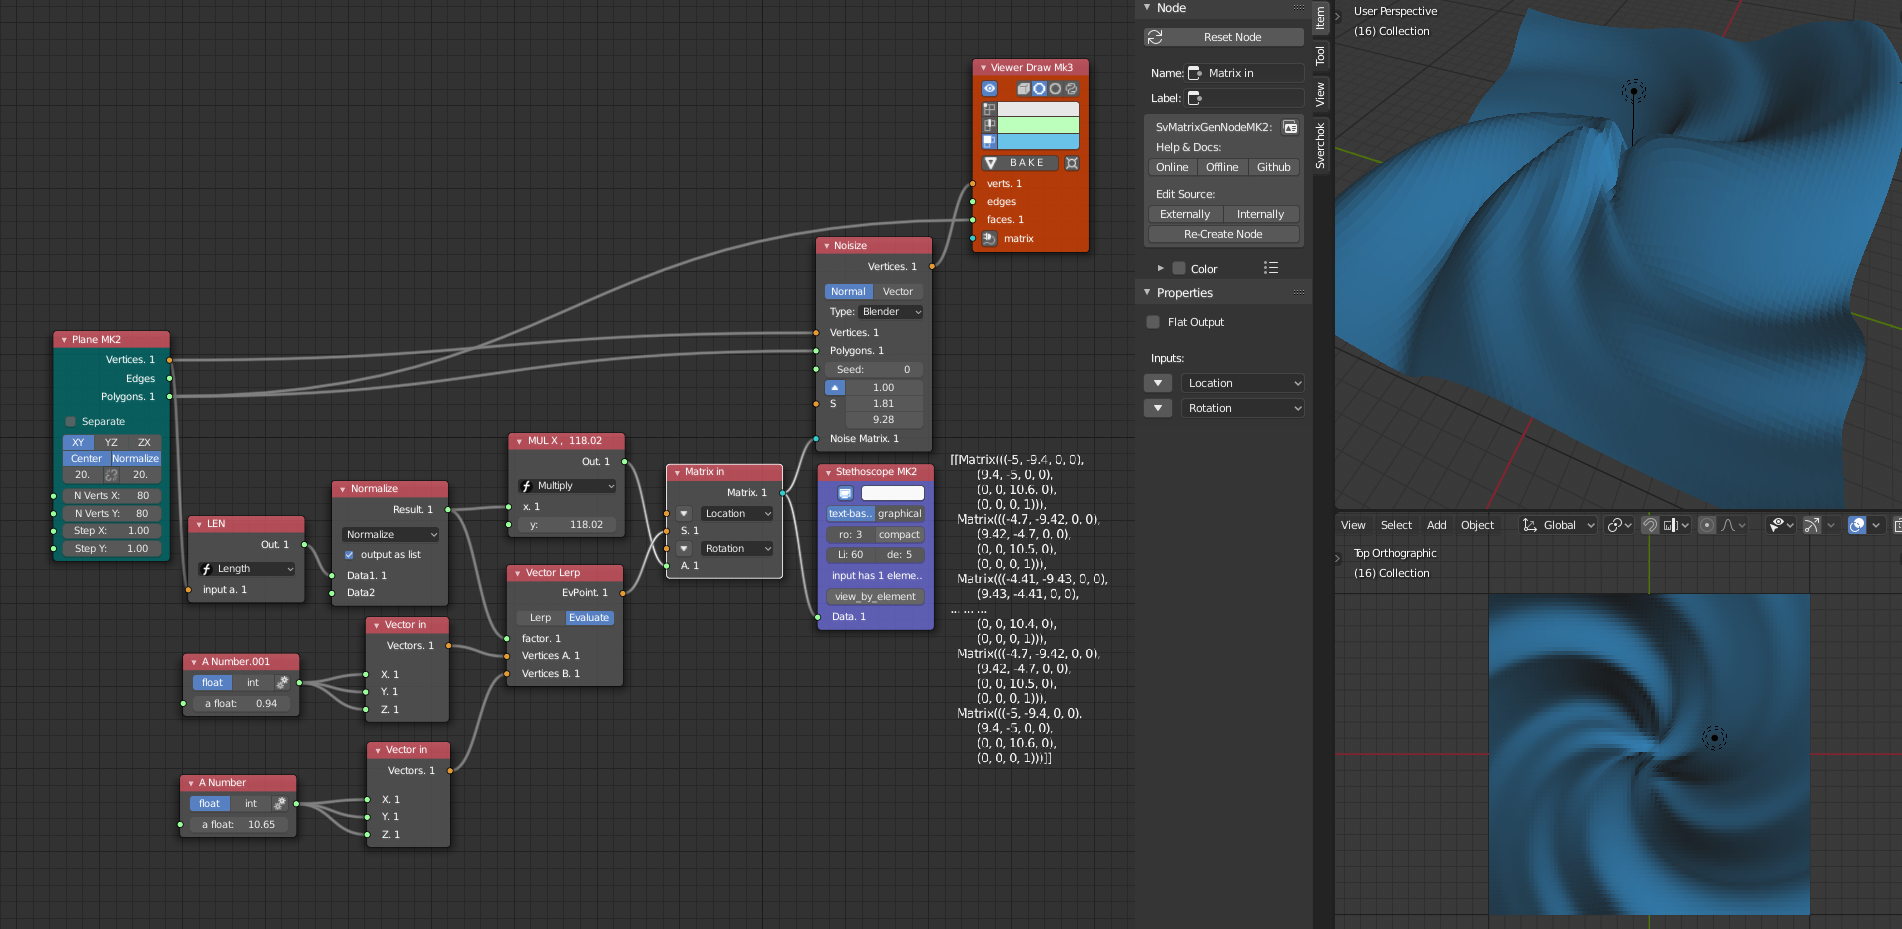 Plane MK2
Vertices. 1
Edges
Polygons. 1
Separate
XY YZ ZX
Center Normalize
20. 20.
N Verts X: 80
N Verts Y: 80
Step X: 1.00
Step Y: 1.00
LEN
Out. 1
Length
input a. 1
Normalize
Result. 1
Normalize
output as list
Data1. 1
Data2
A Number.001
float int
a float: 0.94
Vector in
Vectors. 1
X. 1
Y. 1
Z. 1
A Number
float int
a float: 10.65
Vector in
Vectors. 1
X. 1
Y. 1
Z. 1
MUL X , 118.02
Out. 1
Multiply
x. 1
y: 118.02
Vector Lerp
EvPoint. 1
Lerp Evaluate
factor. 1
Vertices A. 1
Vertices B. 1
Matrix in
Matrix. 1
Location
S. 1
Rotation
A. 1
Noisize
Vertices. 1
Normal Vector
Type: Blender
Vertices. 1
Polygons. 1
Seed: 0
1.00
S 1.81
9.28
Noise Matrix. 1
Stethoscope MK2
text-bas.. graphical
ro: 3 compact
Li: 60 de: 5
input has 1 eleme..
view_by_element
Data. 1
Viewer Draw Mk3
BAKE
verts. 1
edges
faces. 1
matrix
[[Matrix(((-5, -9.4, 0, 0),
(9.4, -5, 0, 0),
(0, 0, 10.6, 0),
(0, 0, 0, 1))),
Matrix(((-4.7, -9.42, 0, 0),
(9.42, -4.7, 0, 0),
(0, 0, 10.5, 0),
(0, 0, 0, 1))),
Matrix(((-4.41, -9.43, 0, 0),
(9.43, -4.41, 0, 0),
... ... ...
(0, 0, 10.4, 0),
(0, 0, 0, 1))),
Matrix(((-4.7, -9.42, 0, 0),
(9.42, -4.7, 0, 0),
(0, 0, 10.5, 0),
(0, 0, 0, 1))),
Matrix(((-5, -9.4, 0, 0),
(9.4, -5, 0, 0),
(0, 0, 10.6, 0),
(0, 0, 0, 1)))]]
Node
Reset Node
Name: Matrix in
Label:
SvMatrixGenNodeMK2:
Help & Docs:
Online Offline Github
Edit Source:
Externally Internally
Re-Create Node
Color
Properties
Flat Output
Inputs:
Location
Rotation
Item
Tool
View
Sverchok
User Perspective
(16) Collection
View Select Add Object Global
Top Orthographic
(16) Collection